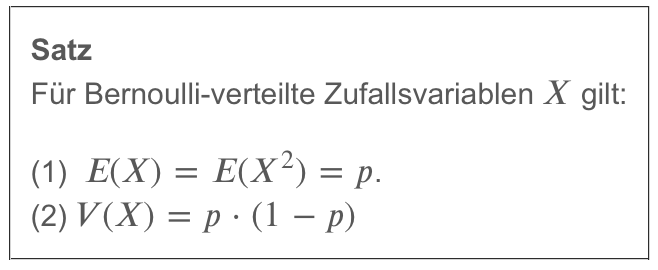 Satz
Für Bernoulli-verteilte Zufallsvariablen X gilt:
(1) E(X) = E(X²) = p.
(2) V(X) = p · (1 − p)